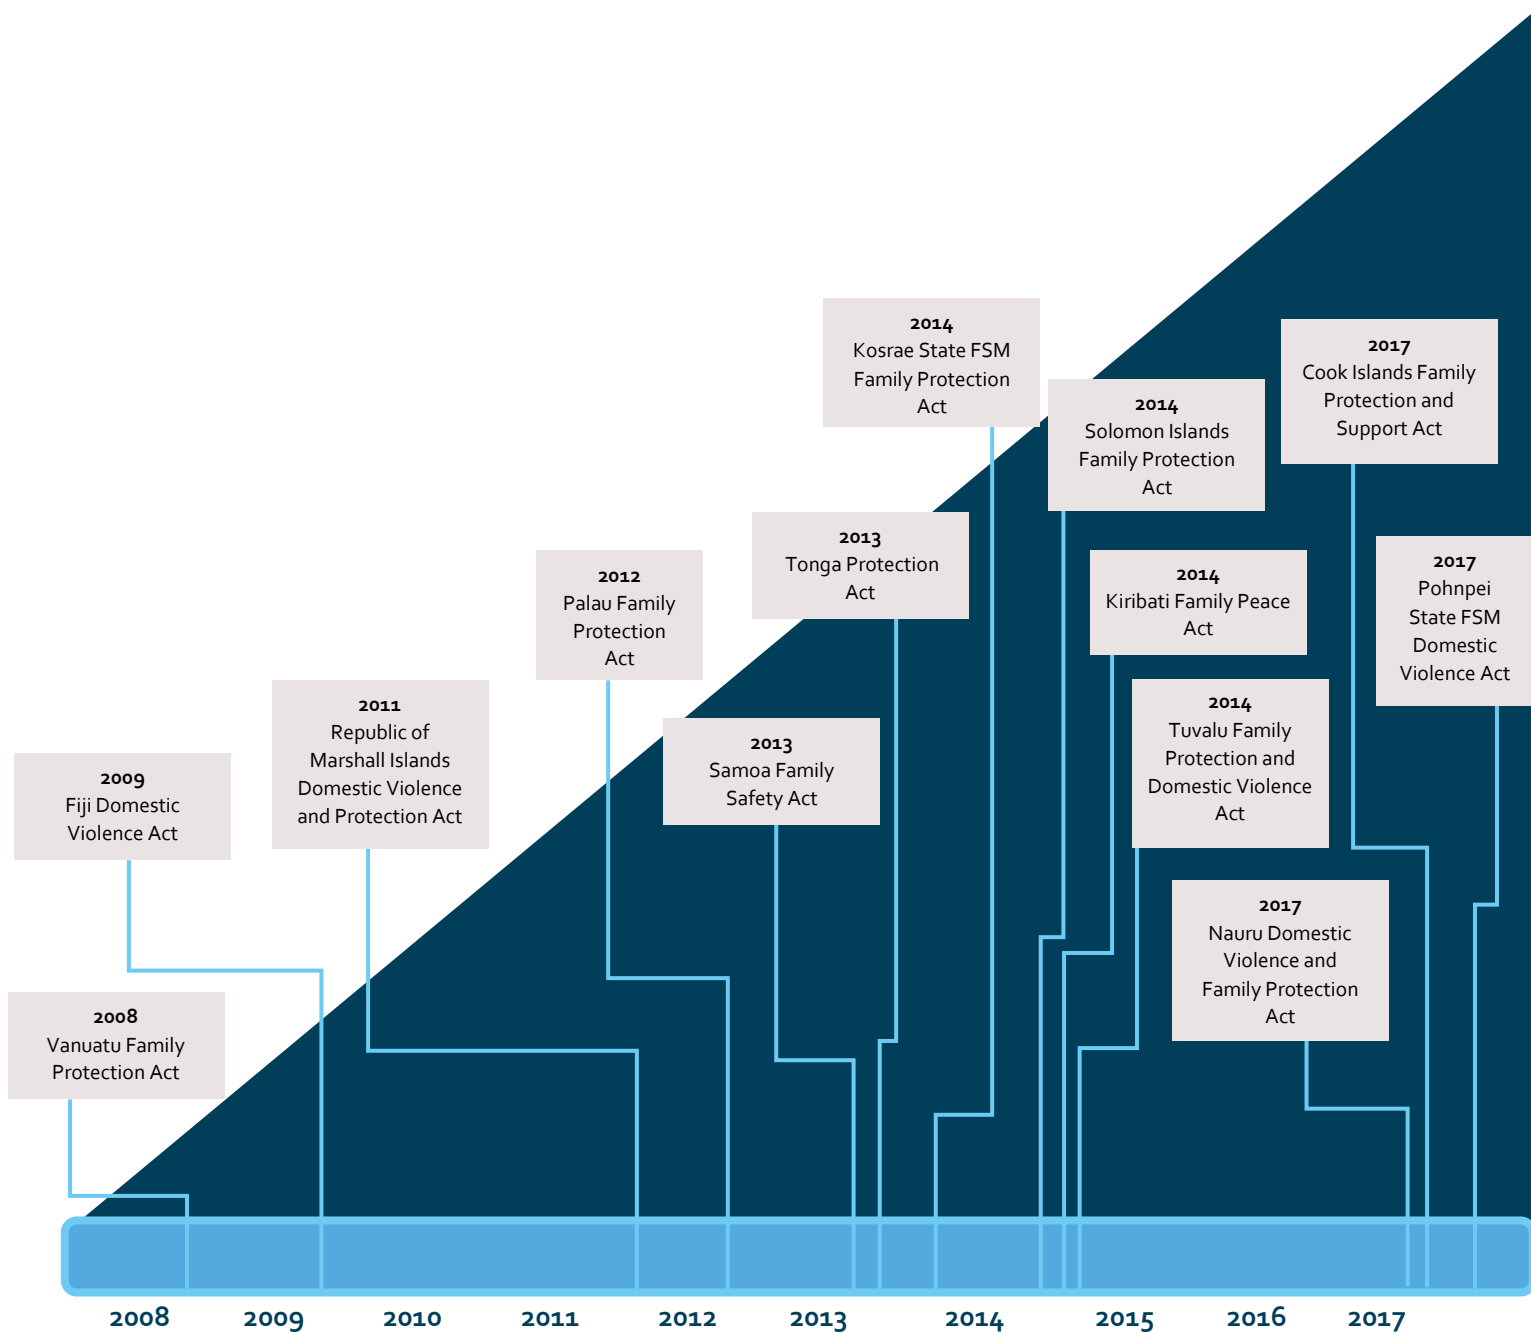 2014
Kosrae State FSM
Family Protection
Act
2017
Cook Islands Family
Protection and
Support Act
2014
Solomon Islands
Family Protection
Act
2013
Tonga Protection
Act
2012
Palau Family
Protection
Act
2014
Kiribati Family Peace
Act
2017
Pohnpei
State FSM
Domestic
Violence Act
2011
Republic of
Marshall Islands
Domestic Violence
and Protection Act
2013
Samoa Family
Safety Act
2014
Tuvalu Family
Protection and
Domestic Violence
Act
2009
Fiji Domestic
Violence Act
2017
Nauru Domestic
Violence and
Family Protection
Act
2008
Vanuatu Family
Protection Act
2008 2009 2010 2011 2012 2013 2014 2015 2016 2017